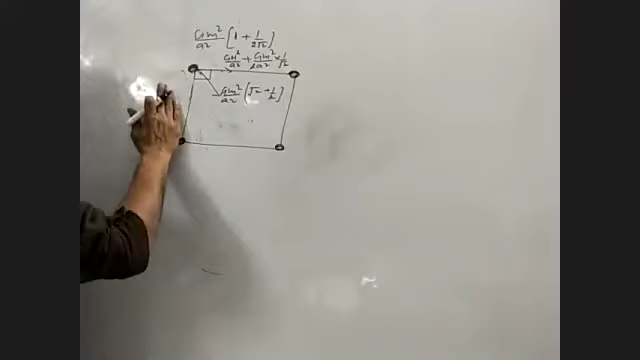 Gm²/a² [1 + 1/2√2]
Gm²/a² + Gm²/2a² × 1/√2
Gm²/a² [√2 + 1/2]